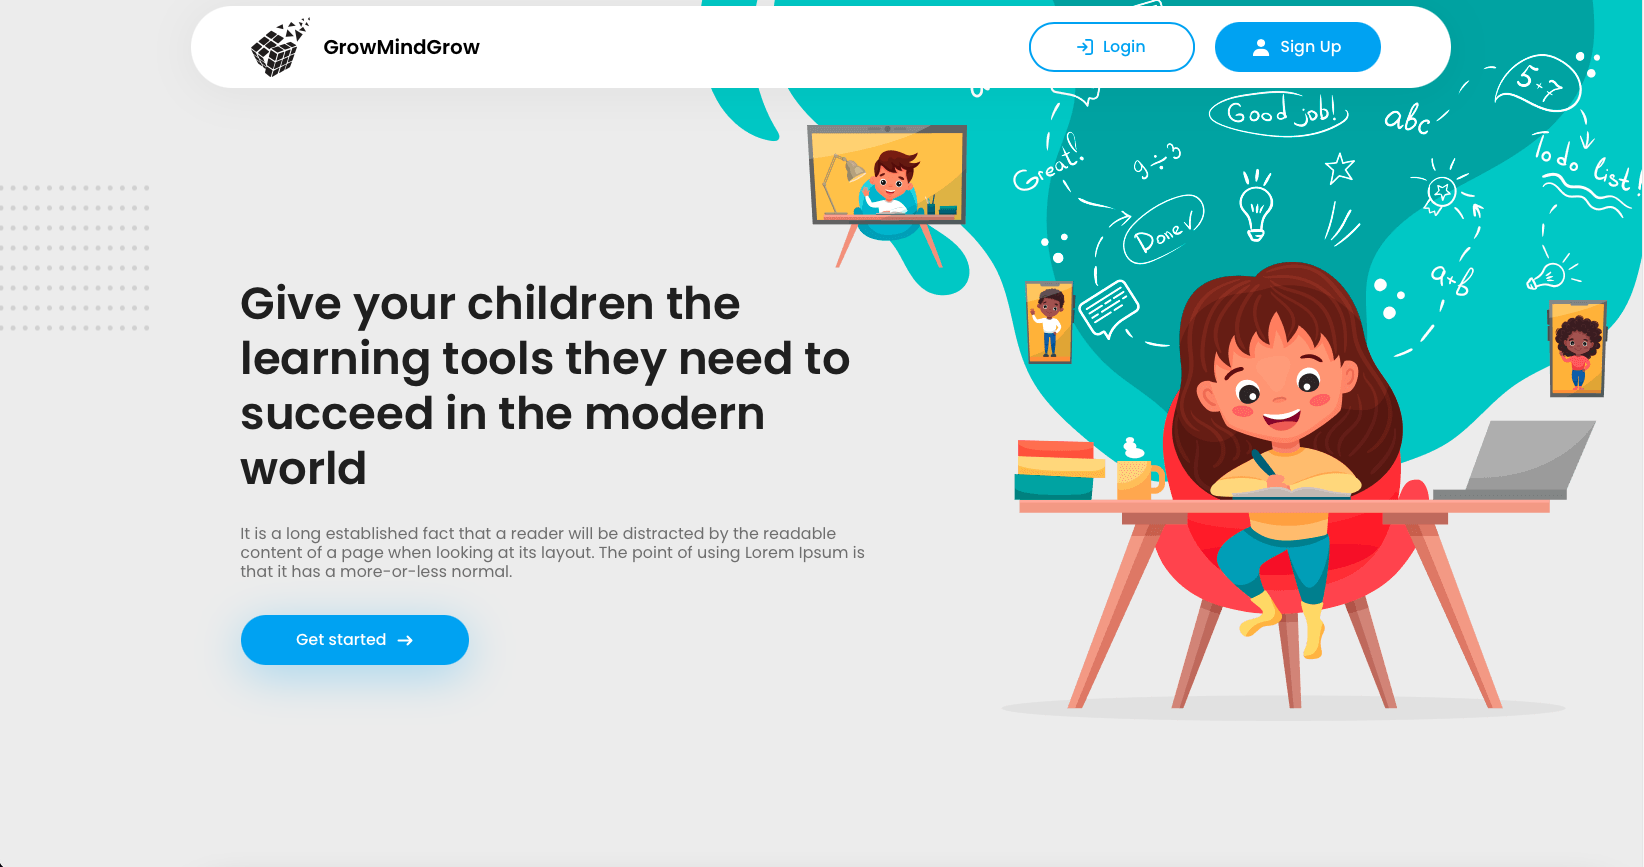 GrowMindGrow
Login
Sign Up
5+7
Good job!
abc
Great!
9÷3
To do list!
Done
a+b
Give your children the
learning tools they need to
succeed in the modern
world
It is a long established fact that a reader will be distracted by the readable
content of a page when looking at its layout. The point of using Lorem Ipsum is
that it has a more-or-less normal.
Get started